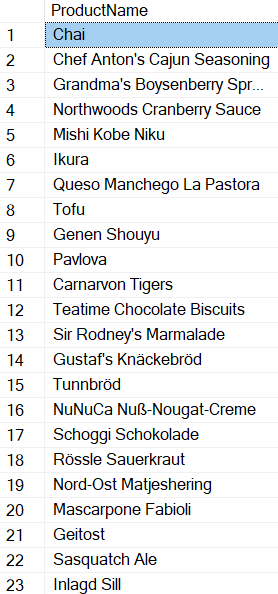 ProductName
1 Chai
2 Chef Anton's Cajun Seasoning
3 Grandma's Boysenberry Spr...
4 Northwoods Cranberry Sauce
5 Mishi Kobe Niku
6 Ikura
7 Queso Manchego La Pastora
8 Tofu
9 Genen Shouyu
10 Pavlova
11 Carnarvon Tigers
12 Teatime Chocolate Biscuits
13 Sir Rodney's Marmalade
14 Gustaf's Knäckebröd
15 Tunnbröd
16 NuNuCa Nuß-Nougat-Creme
17 Schoggi Schokolade
18 Rössle Sauerkraut
19 Nord-Ost Matjeshering
20 Mascarpone Fabioli
21 Geitost
22 Sasquatch Ale
23 Inlagd Sill